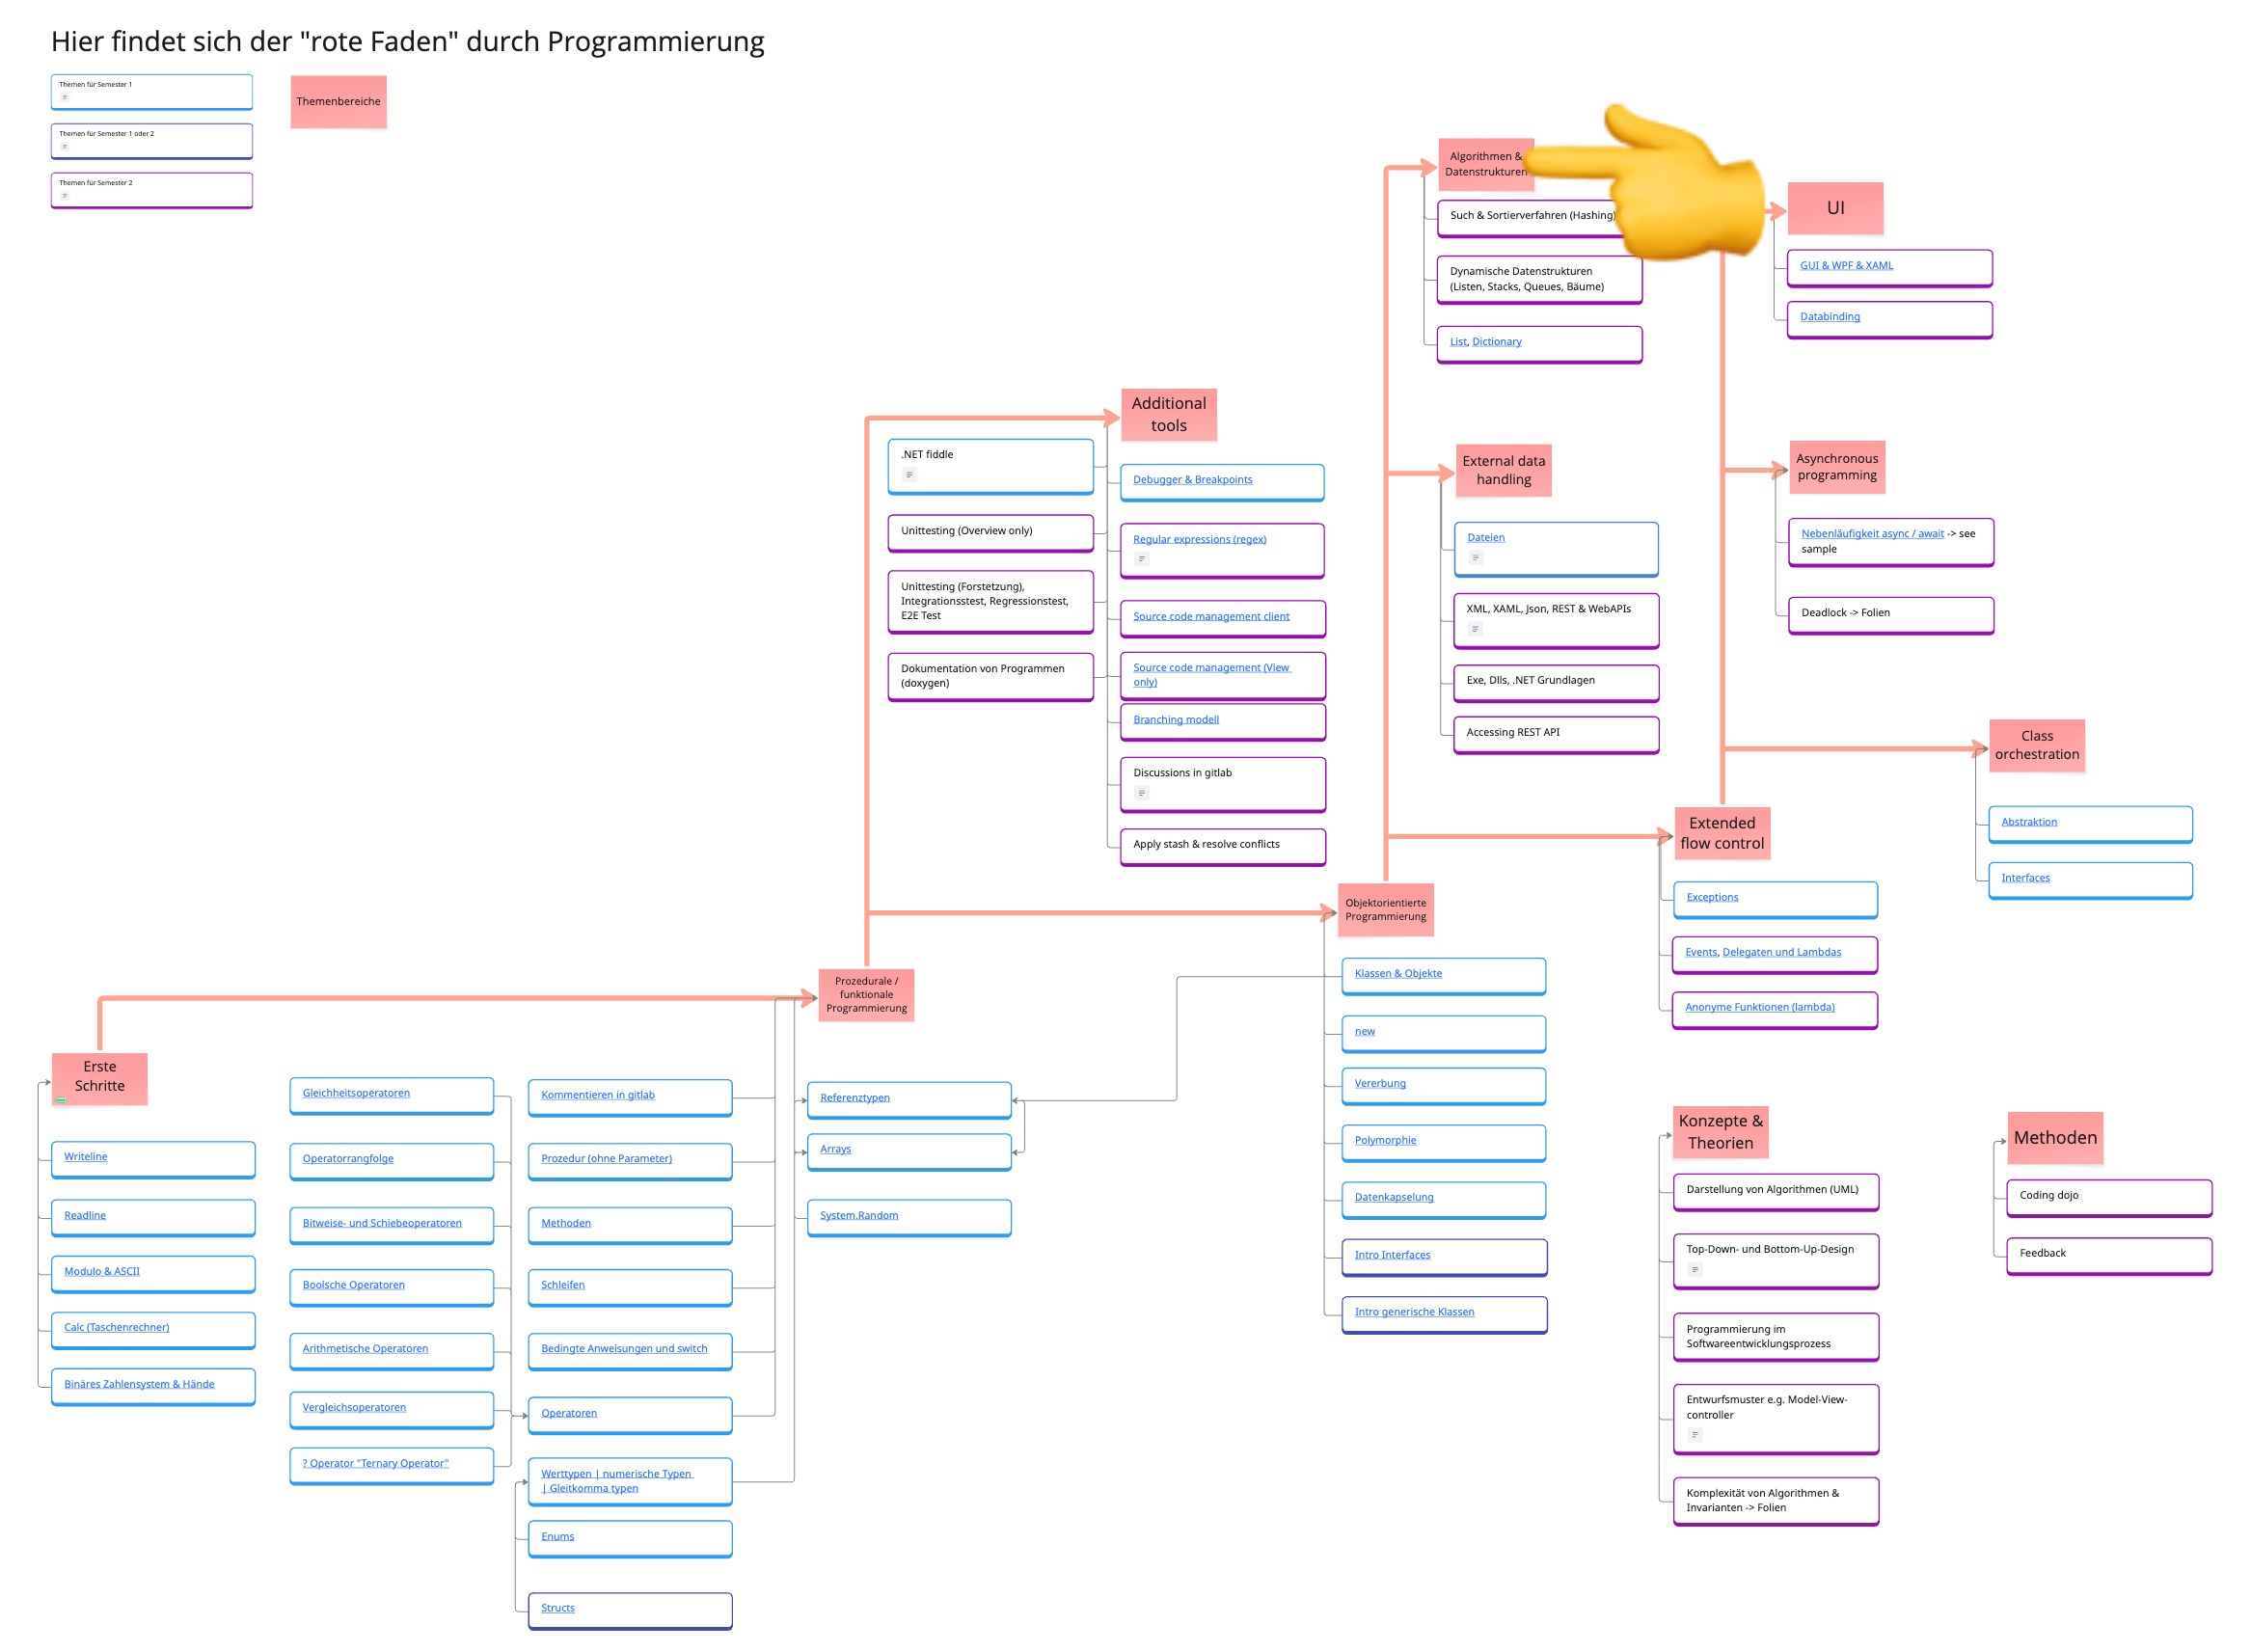 Hier findet sich der "rote Faden" durch Programmierung
Themen für Semester 1
Themen für Semester 1 oder 2
Themen für Semester 2
Themenbereiche
Algorithmen &
Datenstrukturen
Such & Sortierverfahren (Hashing)
Dynamische Datenstrukturen
(Listen, Stacks, Queues, Bäume)
List, Dictionary
UI
GUI & WPF & XAML
Databinding
Additional
tools
.NET fiddle
Unittesting (Overview only)
Unittesting (Forstetzung),
Integrationsstest, Regressionstest,
E2E Test
Dokumentation von Programmen
(doxygen)
Debugger & Breakpoints
Regular expressions (regex)
Source code management client
Source code management (View
only)
Branching modell
Discussions in gitlab
Apply stash & resolve conflicts
External data
handling
Dateien
XML, XAML, Json, REST & WebAPIs
Exe, Dlls, .NET Grundlagen
Accessing REST API
Asynchronous
programming
Nebenläufigkeit async / await -> see
sample
Deadlock -> Folien
Class
orchestration
Abstraktion
Interfaces
Extended
flow control
Exceptions
Events, Delegaten und Lambdas
Anonyme Funktionen (lambda)
Objektorientierte
Programmierung
Klassen & Objekte
new
Vererbung
Polymorphie
Datenkapselung
Intro Interfaces
Intro generische Klassen
Prozedurale /
funktionale
Programmierung
Referenztypen
Arrays
System.Random
Erste
Schritte
Writeline
Readline
Modulo & ASCII
Calc (Taschenrechner)
Binäres Zahlensystem & Hände
Gleichheitsoperatoren
Operatorrangfolge
Bitweise- und Schiebeoperatoren
Boolsche Operatoren
Arithmetische Operatoren
Vergleichsoperatoren
? Operator "Ternary Operator"
Kommentieren in gitlab
Prozedur (ohne Parameter)
Methoden
Schleifen
Bedingte Anweisungen und switch
Operatoren
Werttypen | numerische Typen
| Gleitkomma typen
Enums
Structs
Konzepte &
Theorien
Darstellung von Algorithmen (UML)
Top-Down- und Bottom-Up-Design
Programmierung im
Softwareentwicklungsprozess
Entwurfsmuster e.g. Model-View-
controller
Komplexität von Algorithmen &
Invarianten -> Folien
Methoden
Coding dojo
Feedback